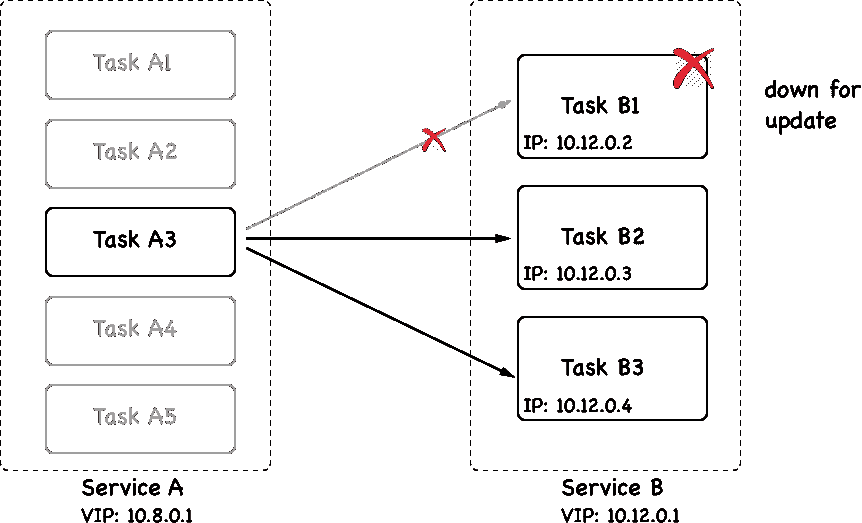 Task A1
Task A2
Task A3
Task A4
Task A5
Service A
VIP: 10.8.0.1
Task B1
IP: 10.12.0.2
Task B2
IP: 10.12.0.3
Task B3
IP: 10.12.0.4
Service B
VIP: 10.12.0.1
down for
update